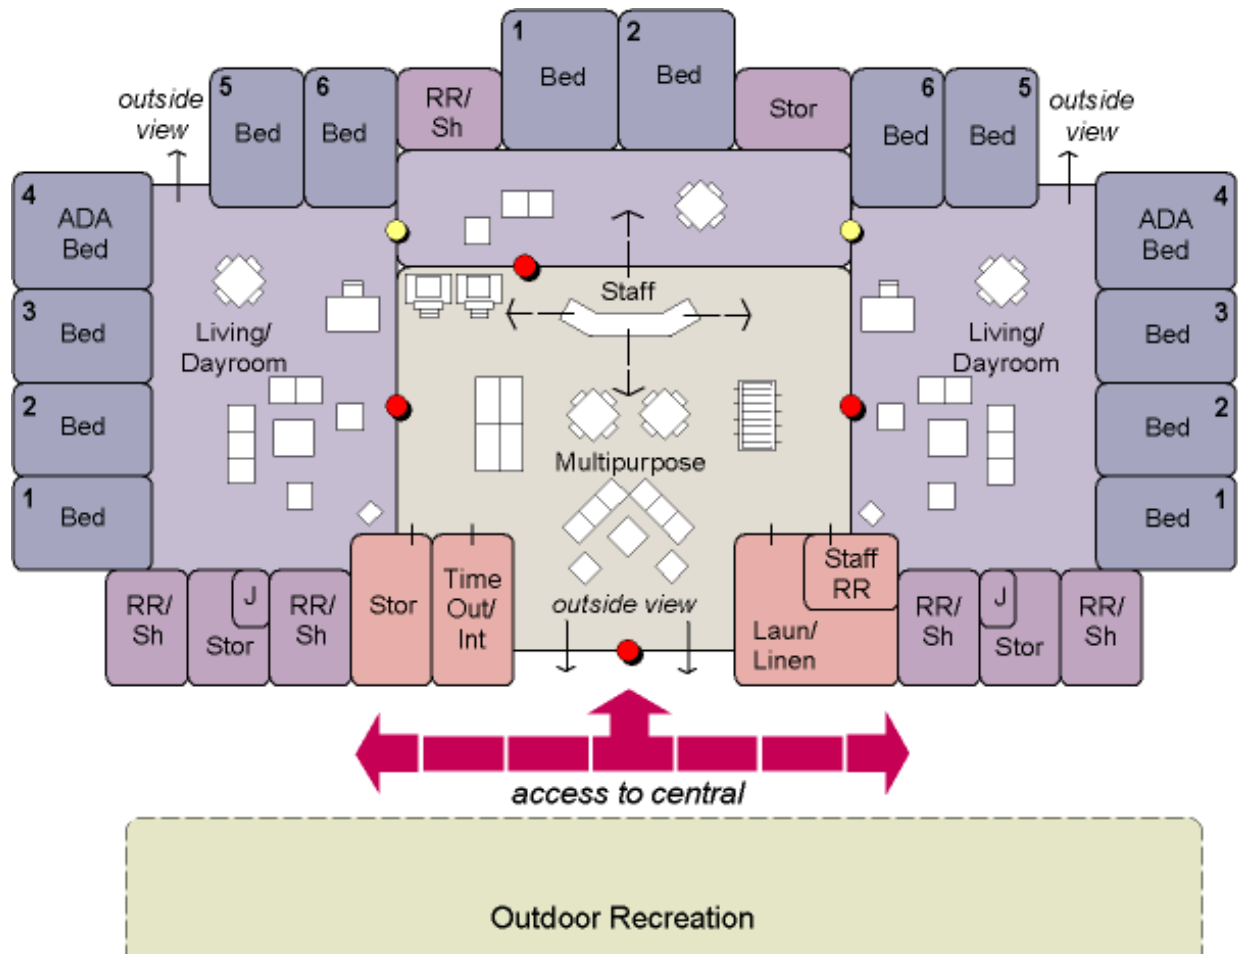 1
Bed
2
Bed
outside
view
5
Bed
6
Bed
RR/
Sh
Stor
6
Bed
5
Bed
outside
view
4
ADA
Bed
3
Bed
2
Bed
1
Bed
Living/
Dayroom
Staff
Multipurpose
Living/
Dayroom
4
ADA
Bed
3
Bed
2
Bed
1
Bed
RR/
Sh
J
Stor
RR/
Sh
Stor
Time
Out/
Int
outside view
Staff
RR
Laun/
Linen
RR/
Sh
J
Stor
RR/
Sh
access to central
Outdoor Recreation